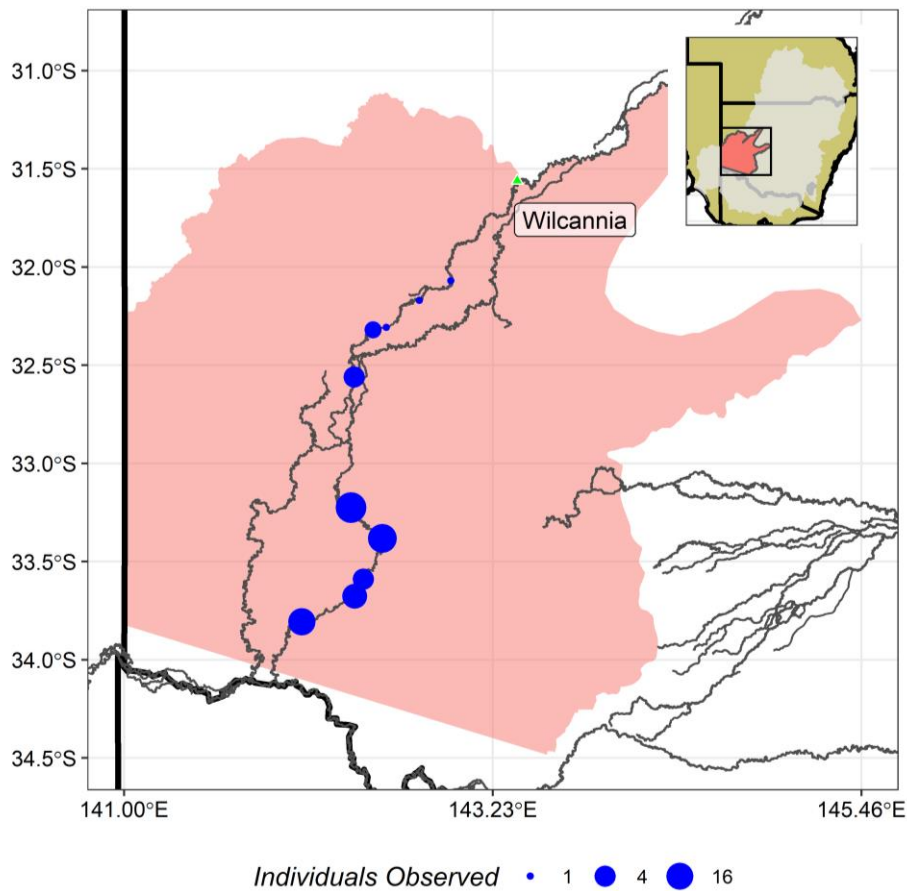 31.0°S
31.5°S
32.0°S
32.5°S
33.0°S
33.5°S
34.0°S
34.5°S
Wilcannia
141.00°E 143.23°E 145.46°E
Individuals Observed 1 4 16